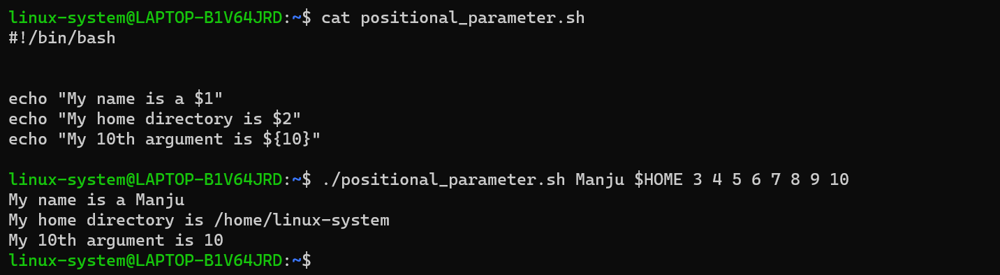 linux-system@LAPTOP-B1V64JRD:~$ cat positional_parameter.sh
#!/bin/bash
echo "My name is a $1"
echo "My home directory is $2"
echo "My 10th argument is ${10}"
linux-system@LAPTOP-B1V64JRD:~$ ./positional_parameter.sh Manju $HOME 3 4 5 6 7 8 9 10
My name is a Manju
My home directory is /home/linux-system
My 10th argument is 10
linux-system@LAPTOP-B1V64JRD:~$